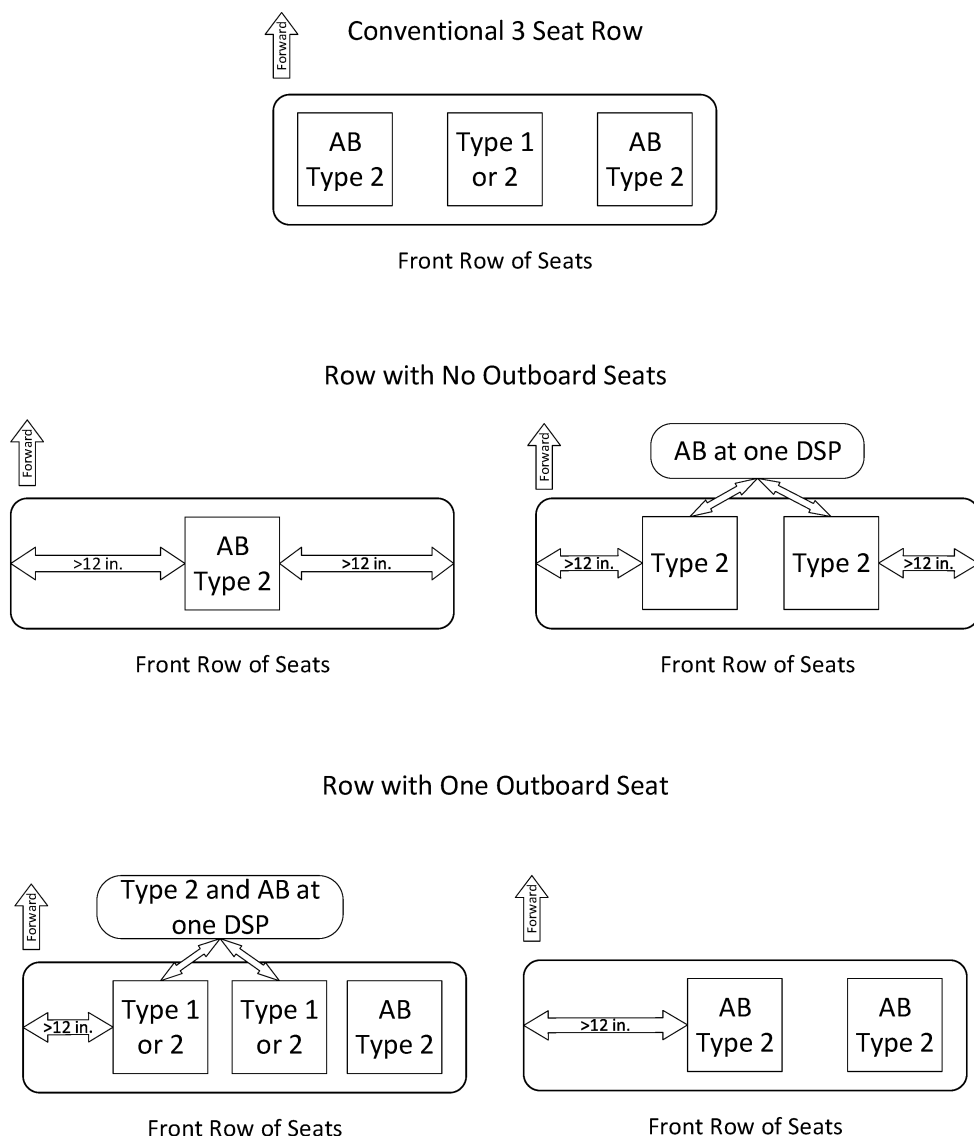 Forward
Conventional 3 Seat Row
AB
Type 2
Type 1
or 2
AB
Type 2
Front Row of Seats
Row with No Outboard Seats
Forward
>12 in.
AB
Type 2
>12 in.
Front Row of Seats
Forward
AB at one DSP
>12 in.
Type 2
Type 2
>12 in.
Front Row of Seats
Row with One Outboard Seat
Forward
Type 2 and AB at
one DSP
>12 in.
Type 1
or 2
Type 1
or 2
AB
Type 2
Front Row of Seats
Forward
>12 in.
AB
Type 2
AB
Type 2
Front Row of Seats